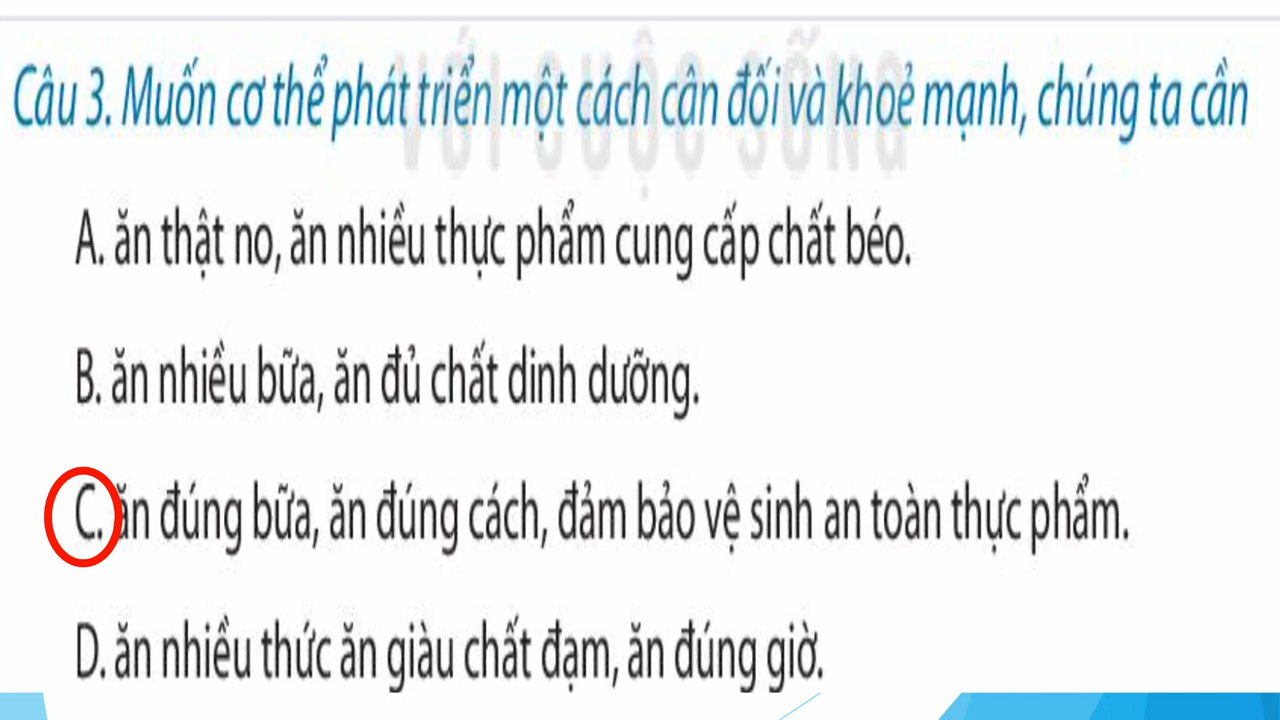 VỚI CUỘC SỐNG
Câu 3. Muốn cơ thể phát triển một cách cân đối và khoẻ mạnh, chúng ta cần
A. ăn thật no, ăn nhiều thực phẩm cung cấp chất béo.
B. ăn nhiều bữa, ăn đủ chất dinh dưỡng.
C. ăn đúng bữa, ăn đúng cách, đảm bảo vệ sinh an toàn thực phẩm.
D. ăn nhiều thức ăn giàu chất đạm, ăn đúng giờ.